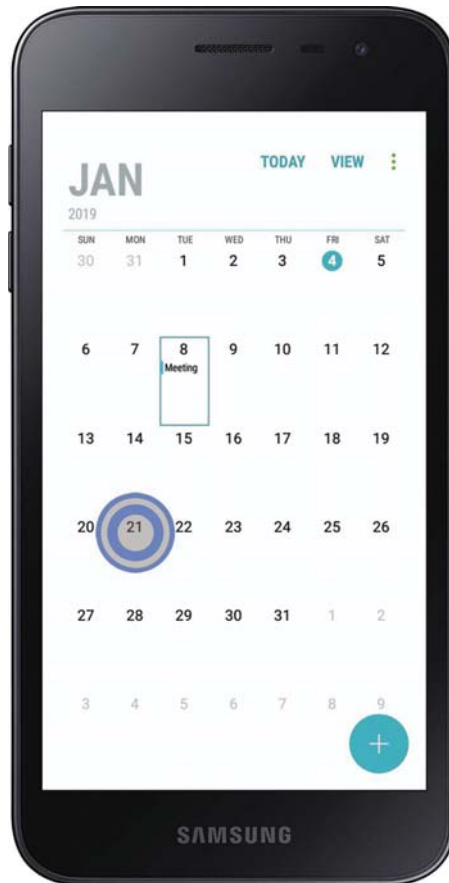 TODAY VIEW
JAN
2019
SUN MON TUE WED THU FRI SAT
30 31 1 2 3 4 5
6 7 8 9 10 11 12
Meeting
13 14 15 16 17 18 19
20 21 22 23 24 25 26
27 28 29 30 31 1 2
3 4 5 6 7 8 9
+
SAMSUNG